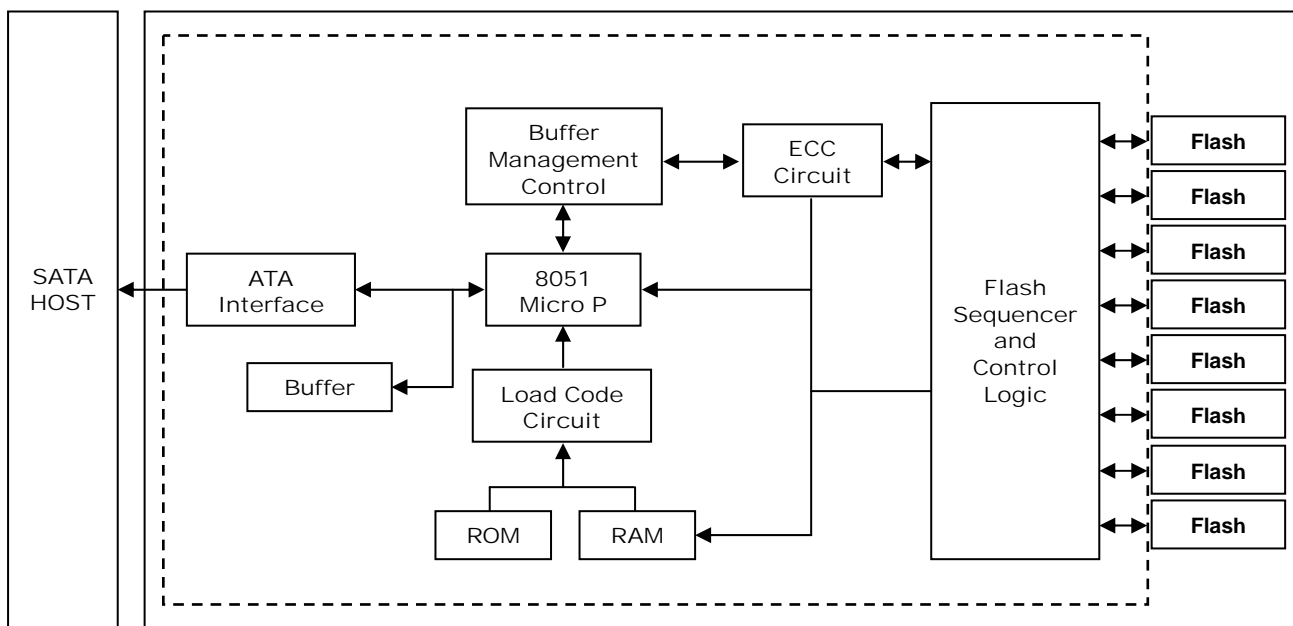 SATA
HOST
ATA
Interface
Buffer
Buffer
Management
Control
8051
Micro P
Load Code
Circuit
ROM
RAM
ECC
Circuit
Flash
Sequencer
and
Control
Logic
Flash
Flash
Flash
Flash
Flash
Flash
Flash
Flash